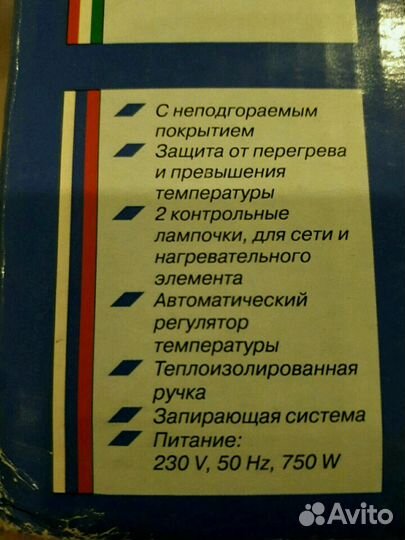 С неподгораемым
покрытием
Защита от перегрева
и превышения
температуры
2 контрольные
лампочки, для сети и
нагревательного
элемента
Автоматический
регулятор
температуры
Теплоизолированная
ручка
Запирающая система
Питание:
230 V, 50 Hz, 750 W
Avito